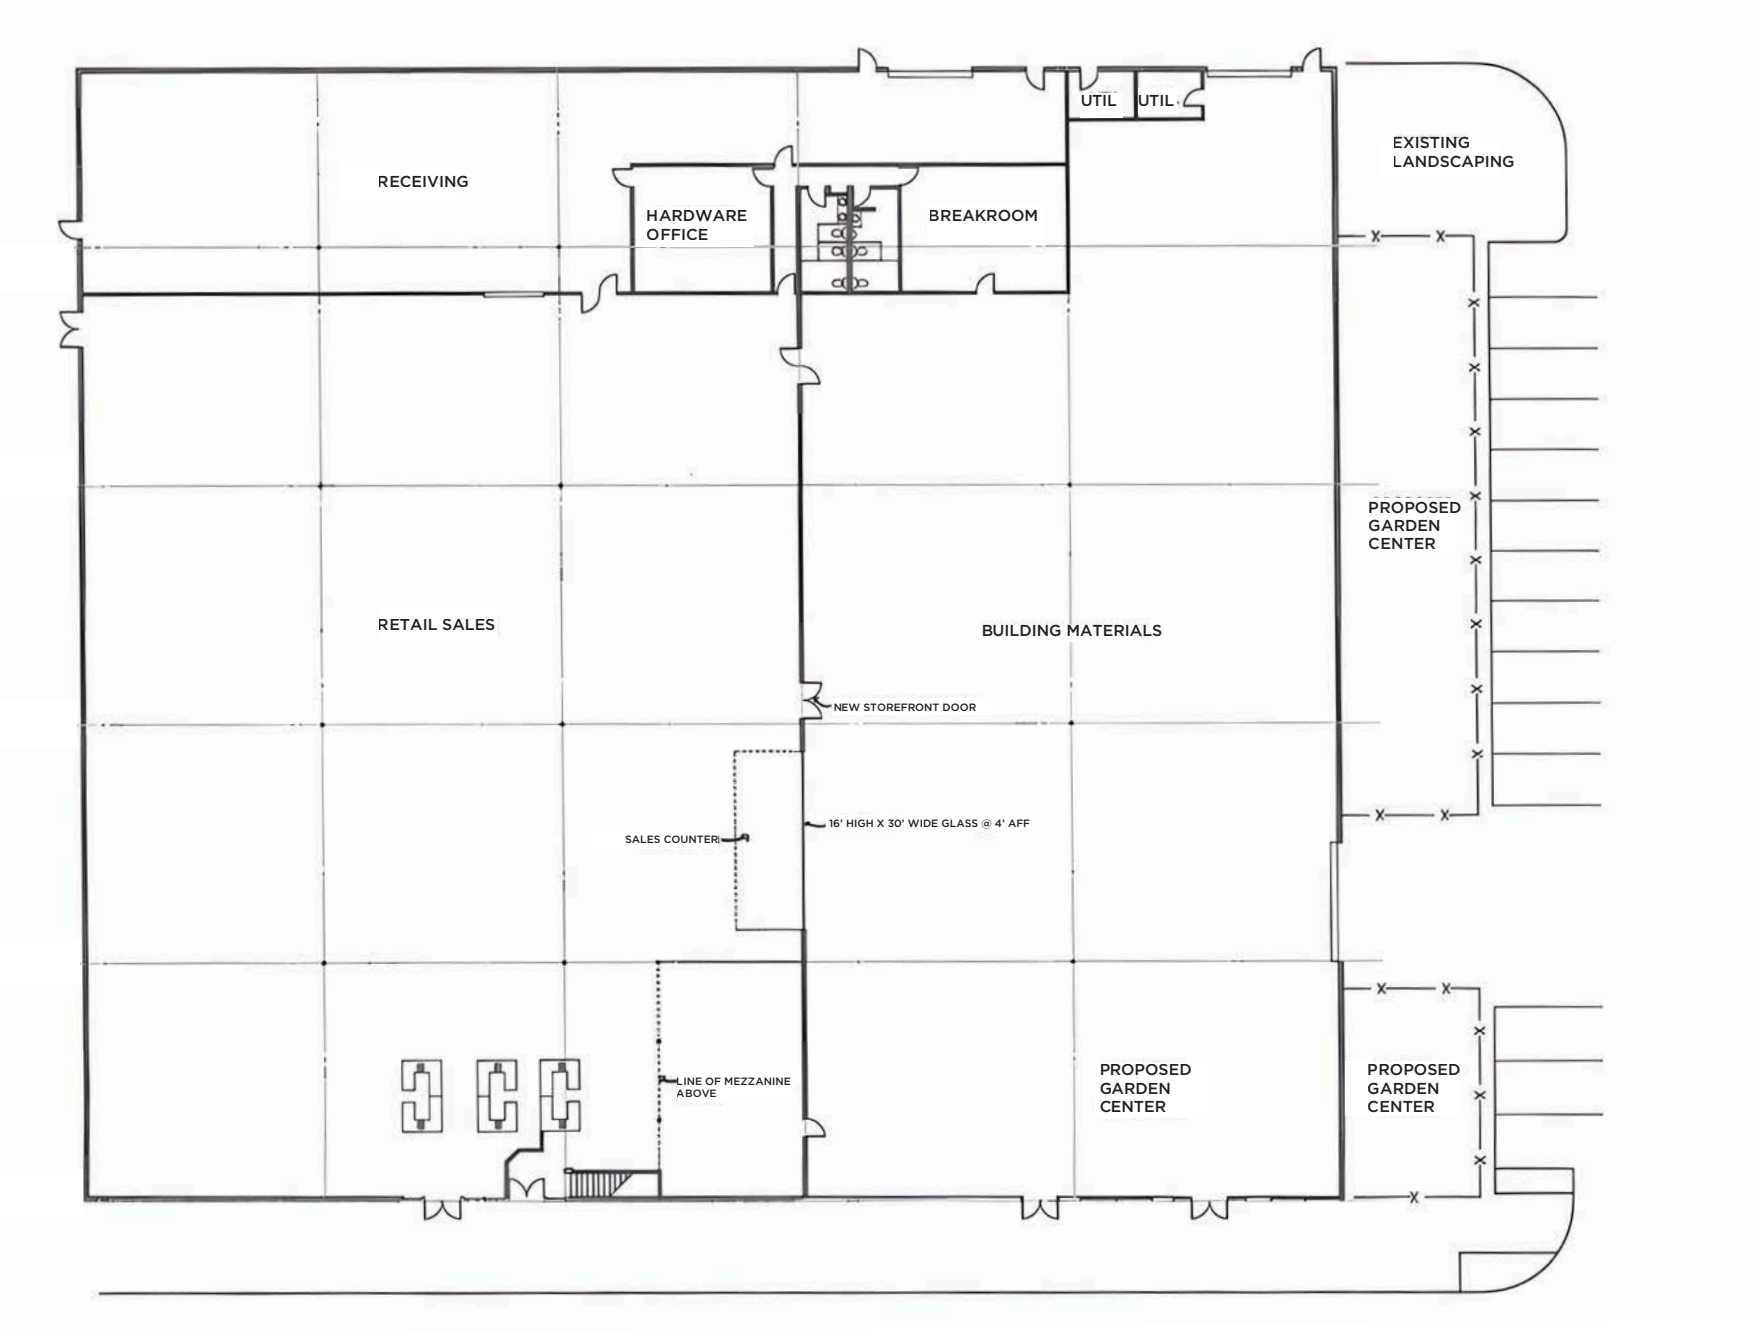 UTIL
UTIL
EXISTING
LANDSCAPING
RECEIVING
HARDWARE
OFFICE
BREAKROOM
PROPOSED
GARDEN
CENTER
RETAIL SALES
BUILDING MATERIALS
NEW STOREFRONT DOOR
16' HIGH X 30' WIDE GLASS @ 4' AFF
SALES COUNTER
LINE OF MEZZANINE
ABOVE
PROPOSED
GARDEN
CENTER
PROPOSED
GARDEN
CENTER